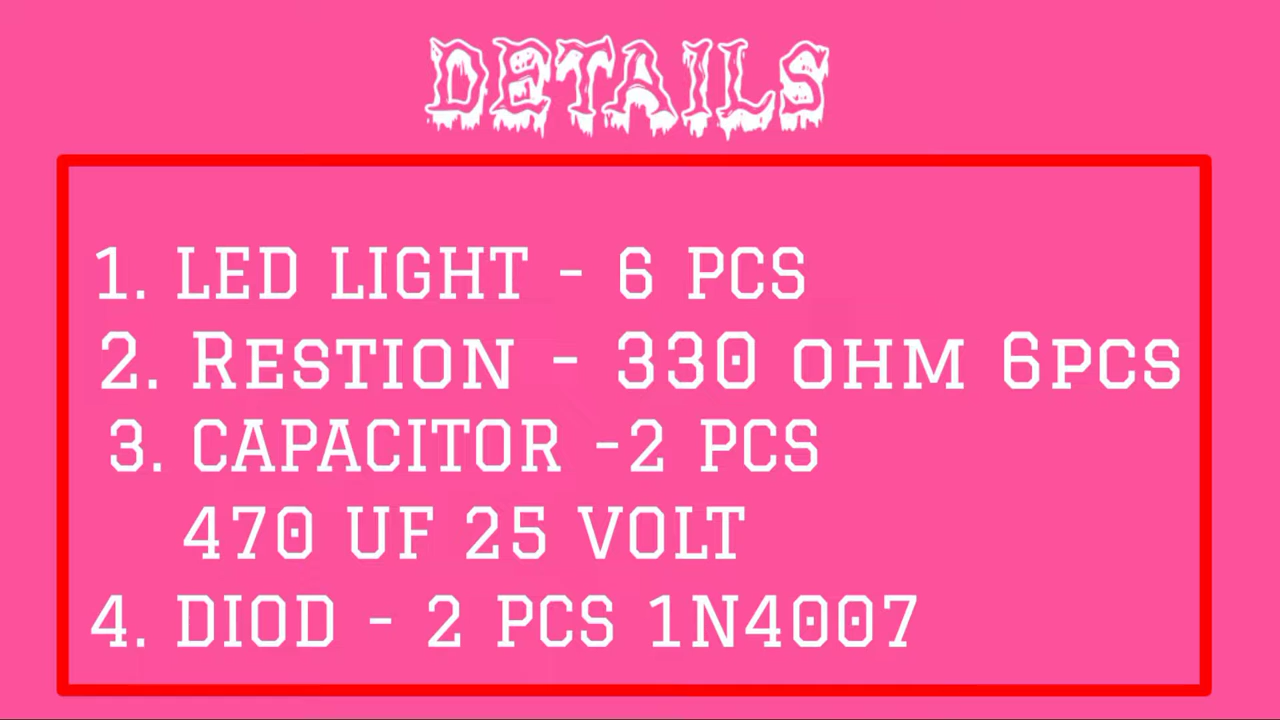 DETAILS
1. LED LIGHT - 6 PCS
2. RESTION - 330 OHM 6PCS
3. CAPACITOR -2 PCS
470 UF 25 VOLT
4. DIOD - 2 PCS 1N4007